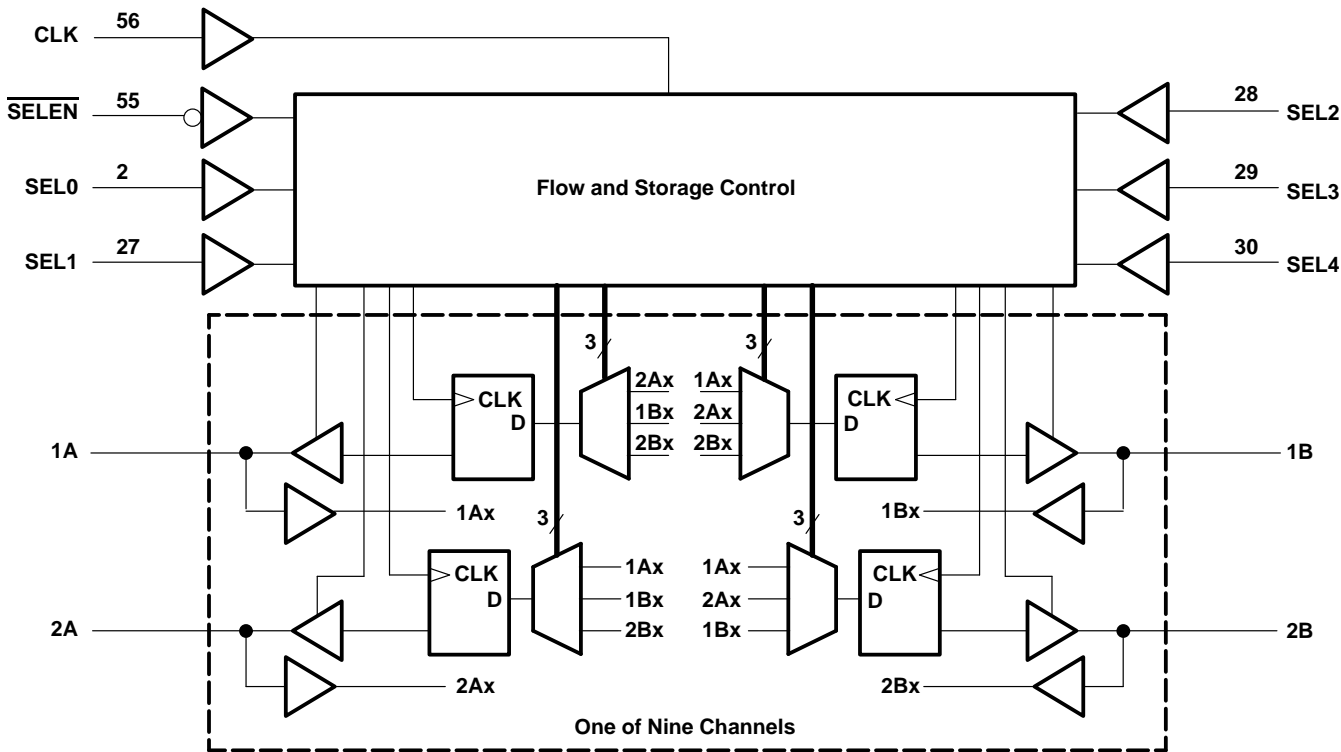 CLK 56
SELEN 55
SEL0 2
SEL1 27
28 SEL2
29 SEL3
30 SEL4
Flow and Storage Control
3
3
CLK
D
2Ax
1Bx
2Bx
1Ax
2Ax
2Bx
CLK
D
1A
1B
1Ax
1Bx
3
3
CLK
D
1Ax
1Bx
2Bx
1Ax
2Ax
1Bx
CLK
D
2A
2B
2Ax
2Bx
One of Nine Channels